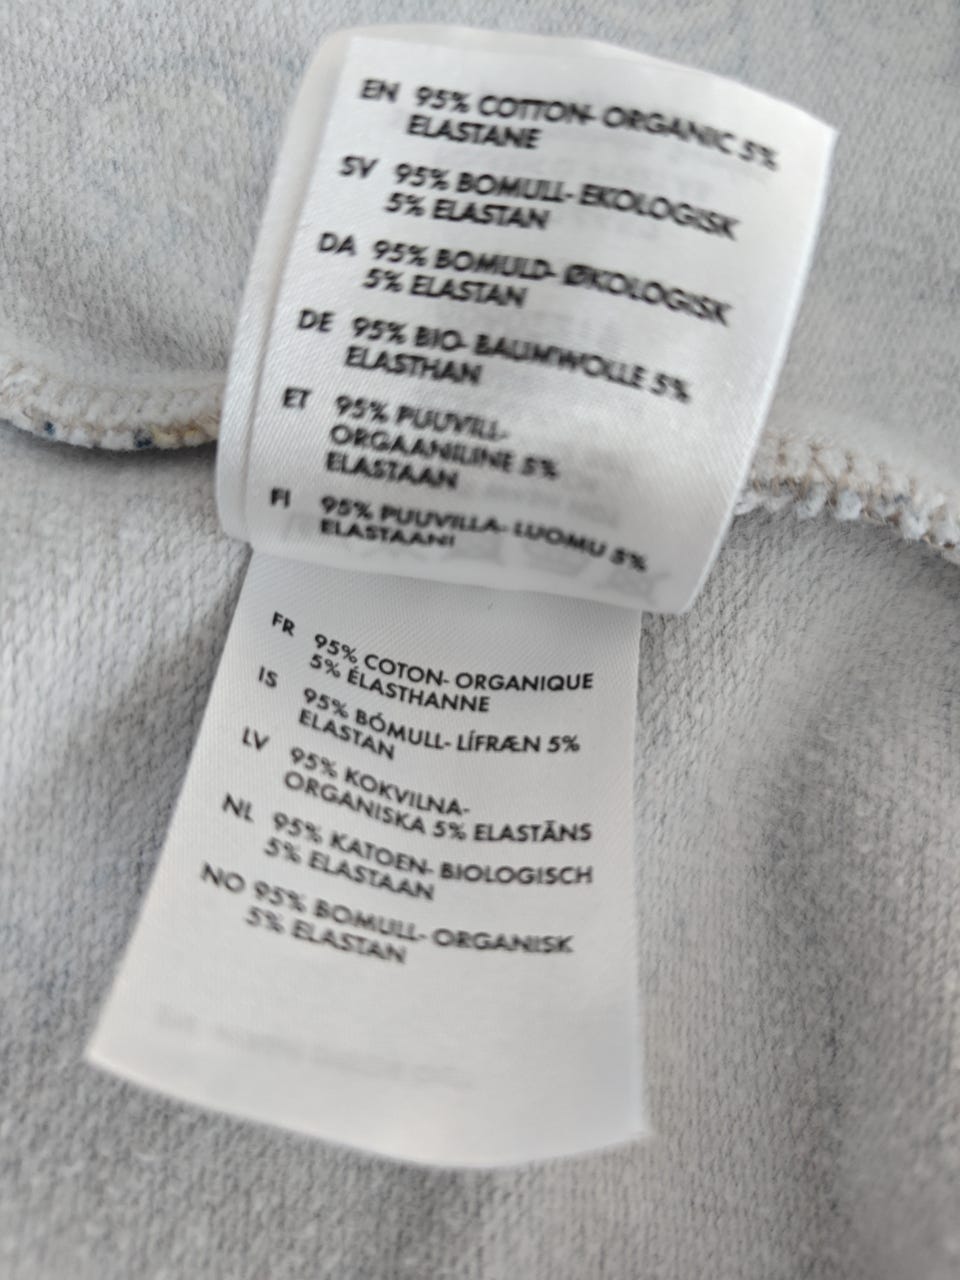 EN 95% COTTON- ORGANIC 5%
ELASTANE
SV 95% BOMULL- EKOLOGISK
5% ELASTAN
DA 95% BOMULD- ØKOLOGISK
5% ELASTAN
DE 95% BIO- BAUMWOLLE 5%
ELASTHAN
ET 95% PUUVILL-
ORGAANILINE 5%
ELASTAAN
FI 95% PUUVILLA- LUOMU 5%
ELASTAANI
FR 95% COTON- ORGANIQUE
5% ÉLASTHANNE
IS 95% BÓMULL- LÍFRÆN 5%
ELASTAN
LV 95% KOKVILNA-
ORGANISKA 5% ELASTĀNS
NL 95% KATOEN- BIOLOGISCH
5% ELASTAAN
NO 95% BOMULL- ORGANISK
5% ELASTAN